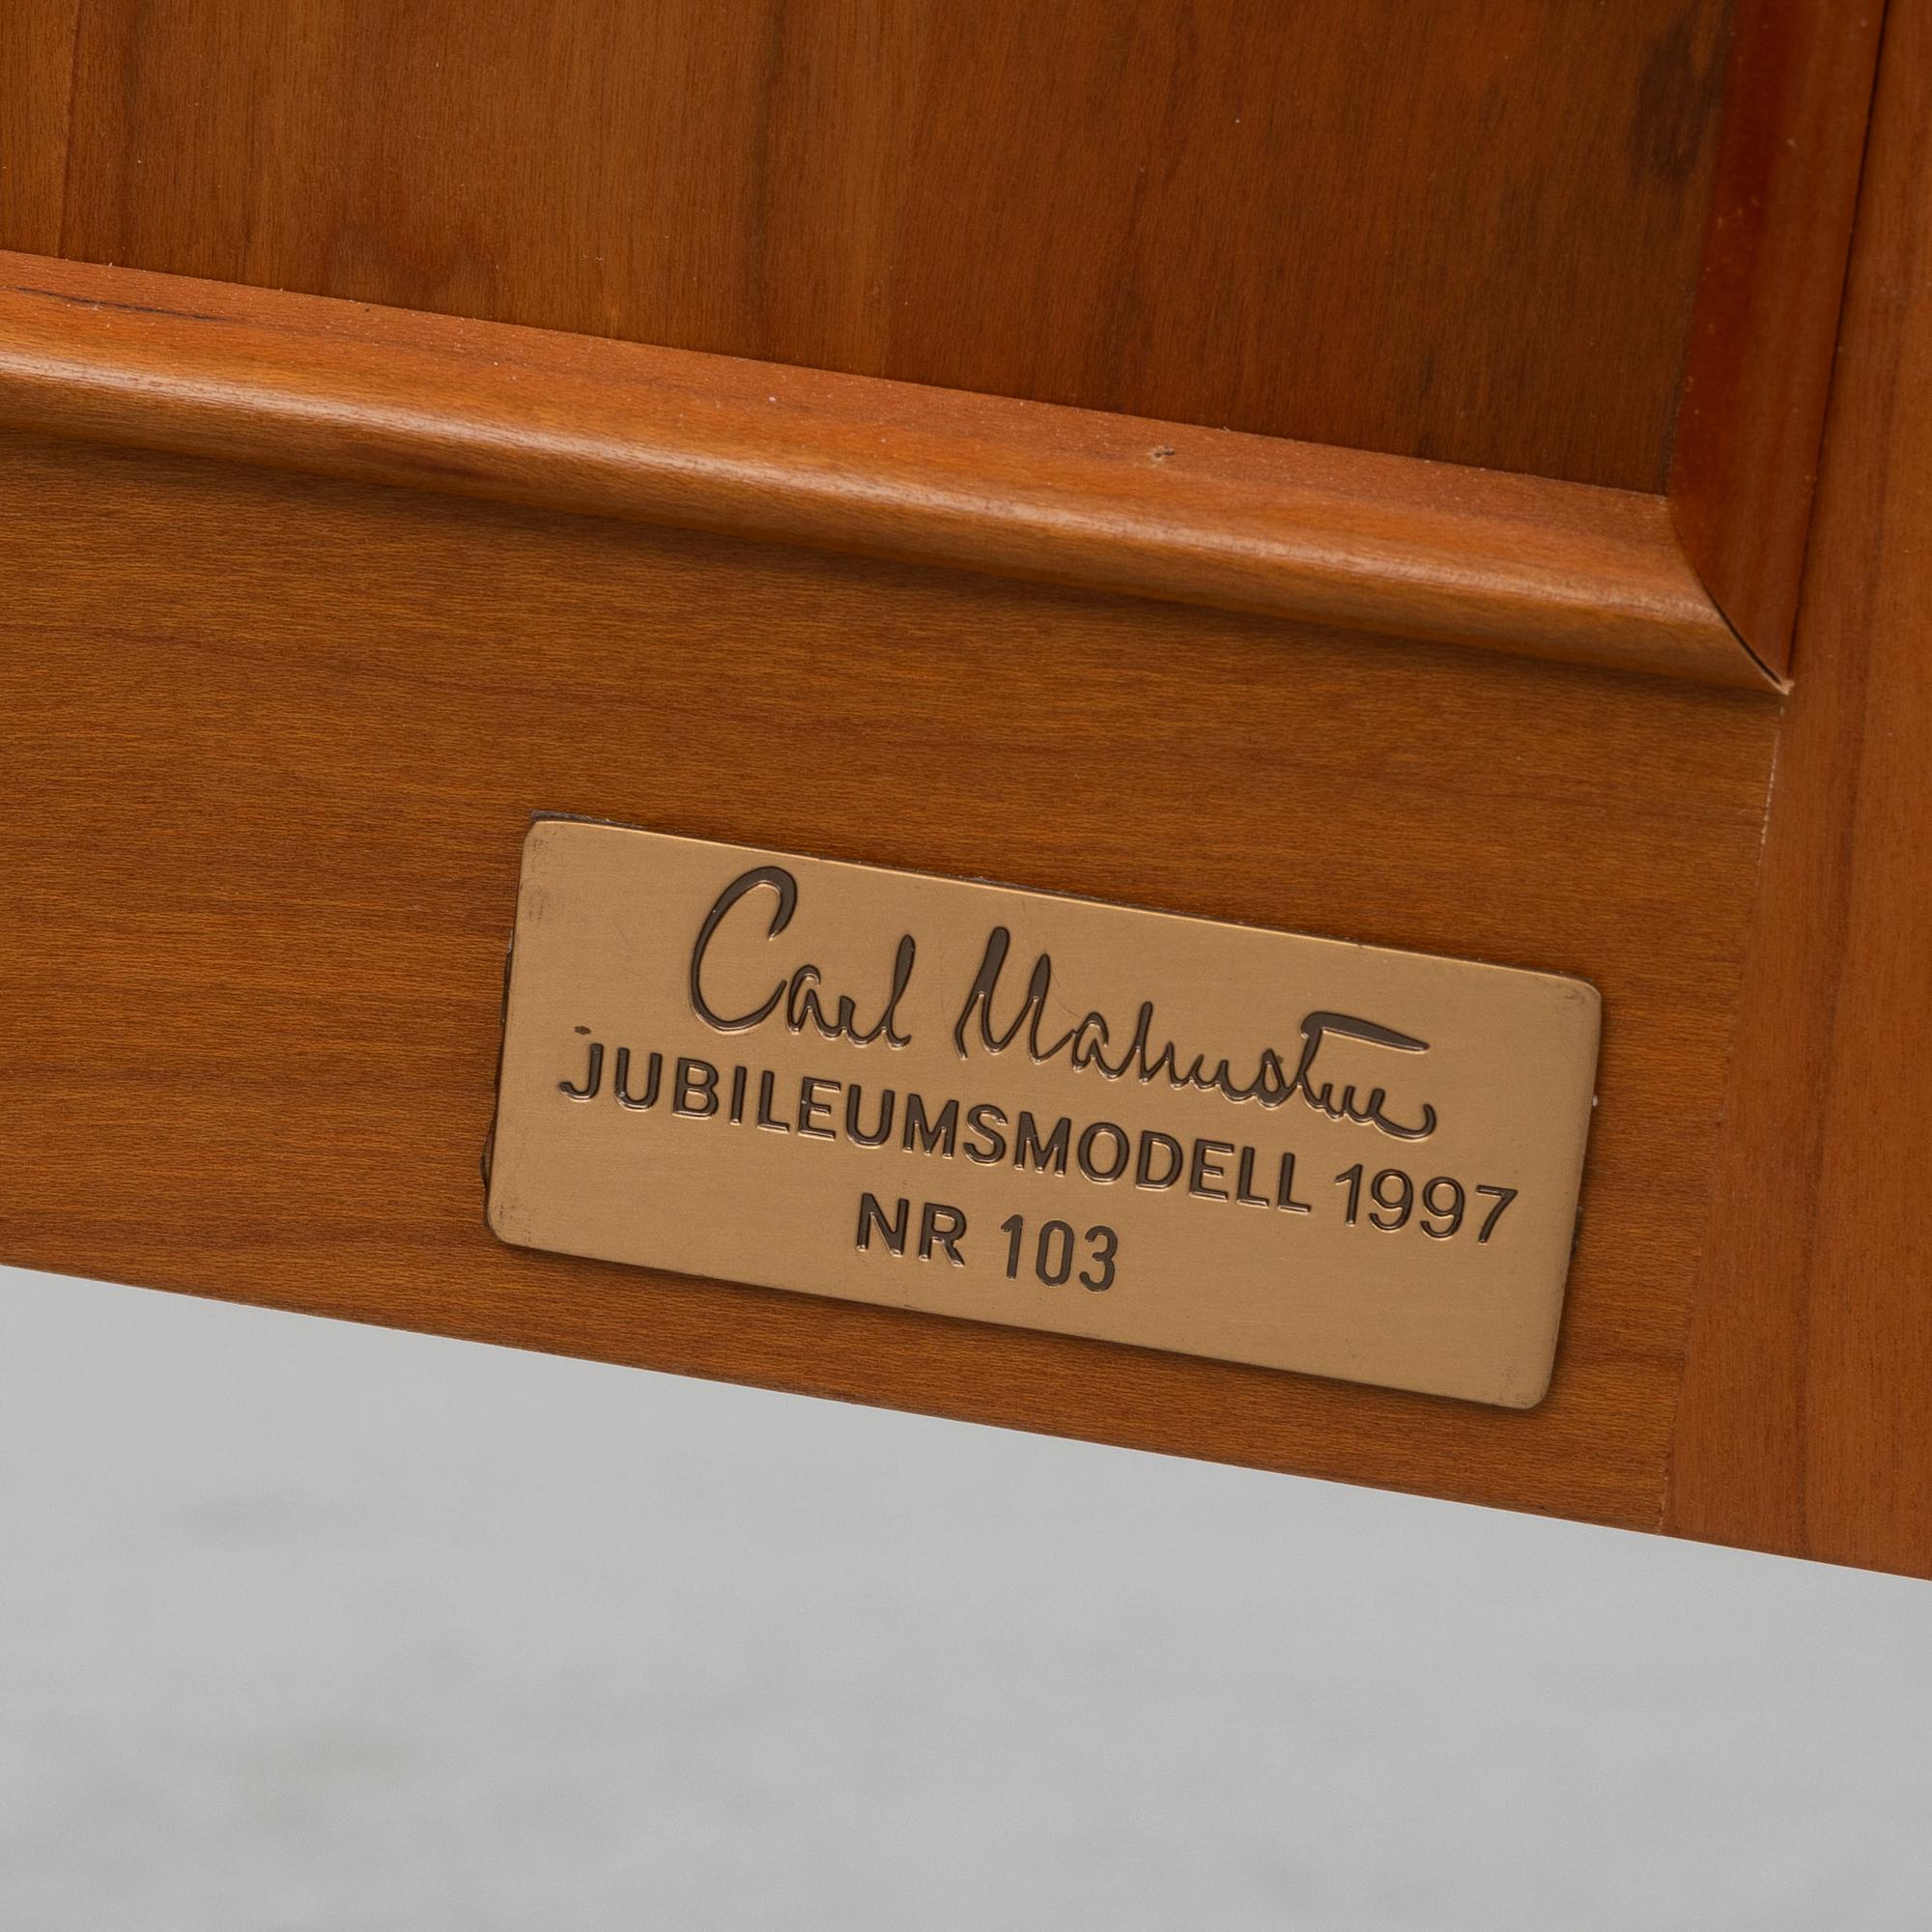 Carl Malmsten
JUBILEUMSMODELL 1997
NR 103